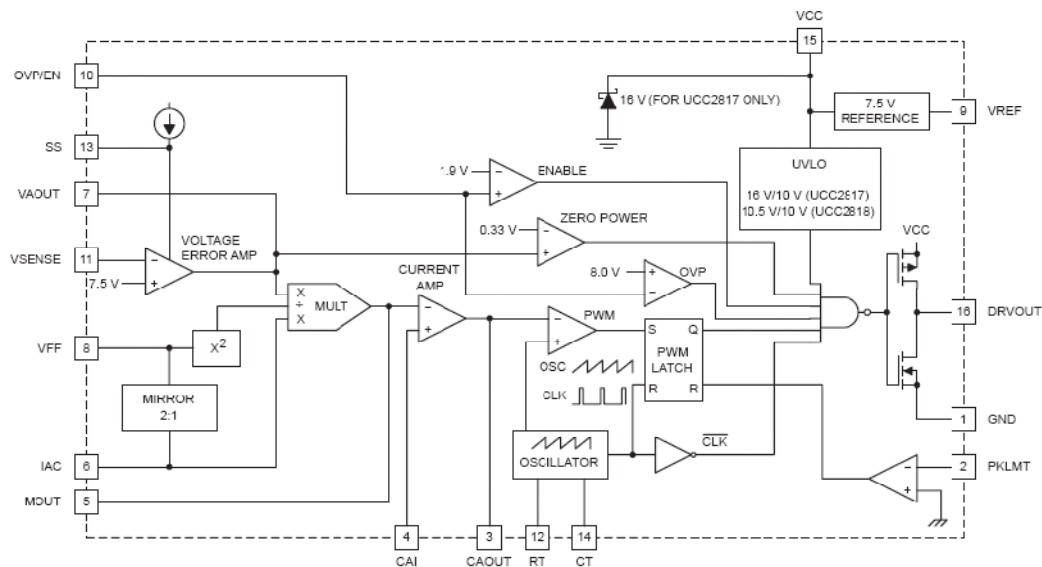 VCC
15
OVP/EN
10
16 V (FOR UCC2817 ONLY)
7.5 V
REFERENCE
9
VREF
SS
13
1.9 V
−
+
ENABLE
UVLO
16 V/10 V (UCC2817)
10.5 V/10 V (UCC2818)
VAOUT
7
ZERO POWER
0.33 V
−
+
VCC
VOLTAGE
ERROR AMP
VSENSE
11
−
7.5 V
+
CURRENT
AMP
8.0 V
+
−
OVP
X
÷
X
MULT
−
+
−
+
PWM
S
Q
PWM
LATCH
R
R
16
DRVOUT
VFF
8
X2
OSC
CLK
MIRROR
2:1
1
GND
OSCILLATOR
CLK
IAC
6
−
+
2
PKLMT
MOUT
5
4
3
12
14
CAI
CAOUT
RT
CT